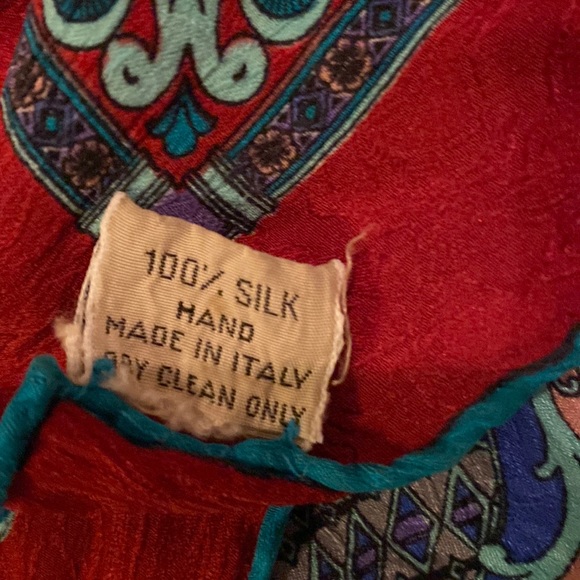 100% SILK
HAND
MADE IN ITALY
DRY CLEAN ONLY